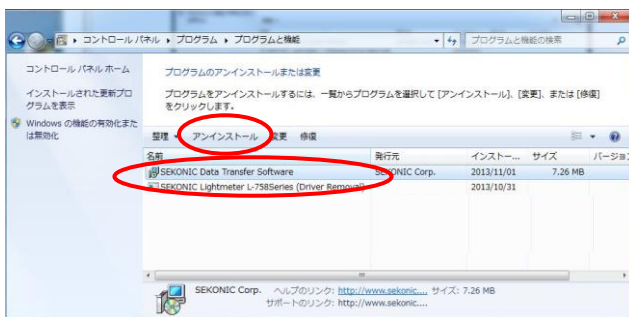 コントロール パネル ▸ プログラム ▸ プログラムと機能
プログラムと機能の検索
コントロール パネル ホーム
インストールされた更新プログラムを表示
Windows の機能の有効化または無効化
プログラムのアンインストールまたは変更
プログラムをアンインストールするには、一覧からプログラムを選択して [アンインストール]、[変更]、または [修復]
をクリックします。
整理 アンインストール 変更 修復
名前 発行元 インストー... サイズ バージョン
SEKONIC Data Transfer Software SEKONIC Corp. 2013/11/01 7.26 MB
SEKONIC Lightmeter L-758Series (Driver Removal) 2013/10/31
SEKONIC Corp. ヘルプのリンク: http://www.sekonic.... サイズ: 7.26 MB
サポートのリンク: http://www.sekonic....